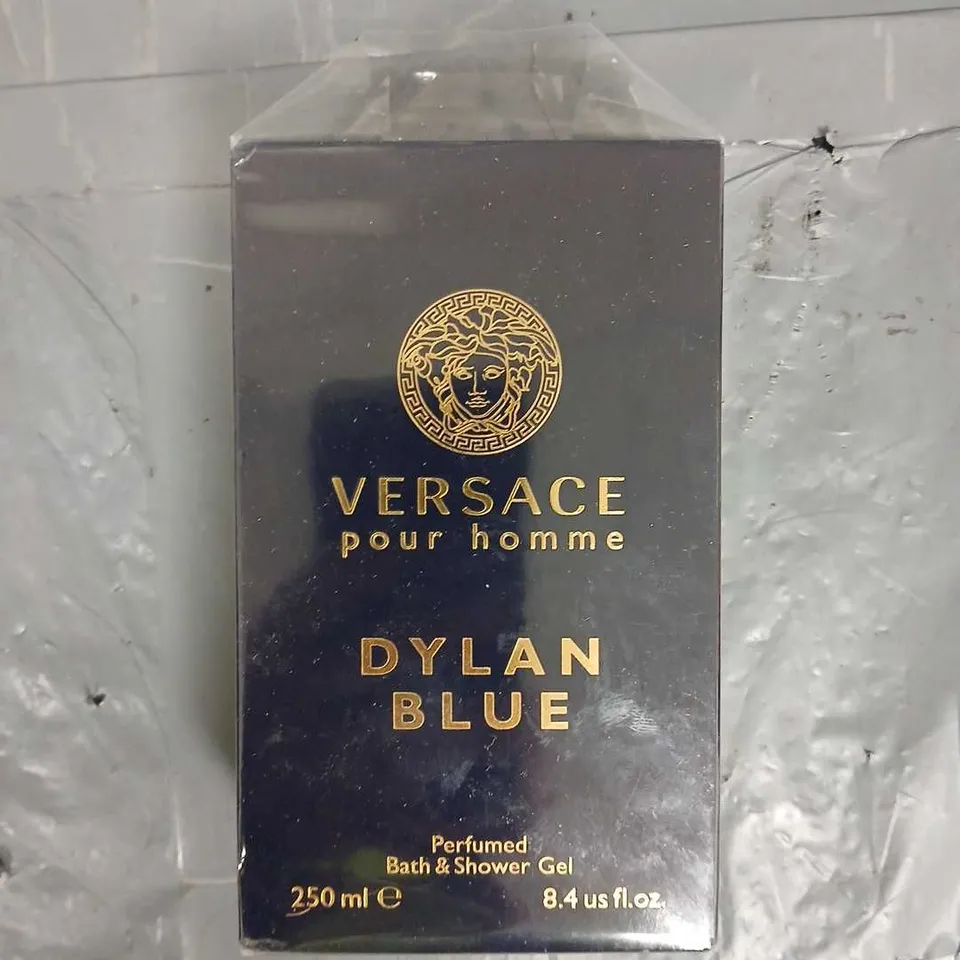 VERSACE
pour homme
DYLAN
BLUE
Perfumed
Bath & Shower Gel
250 ml ℮ 8.4 us fl.oz.